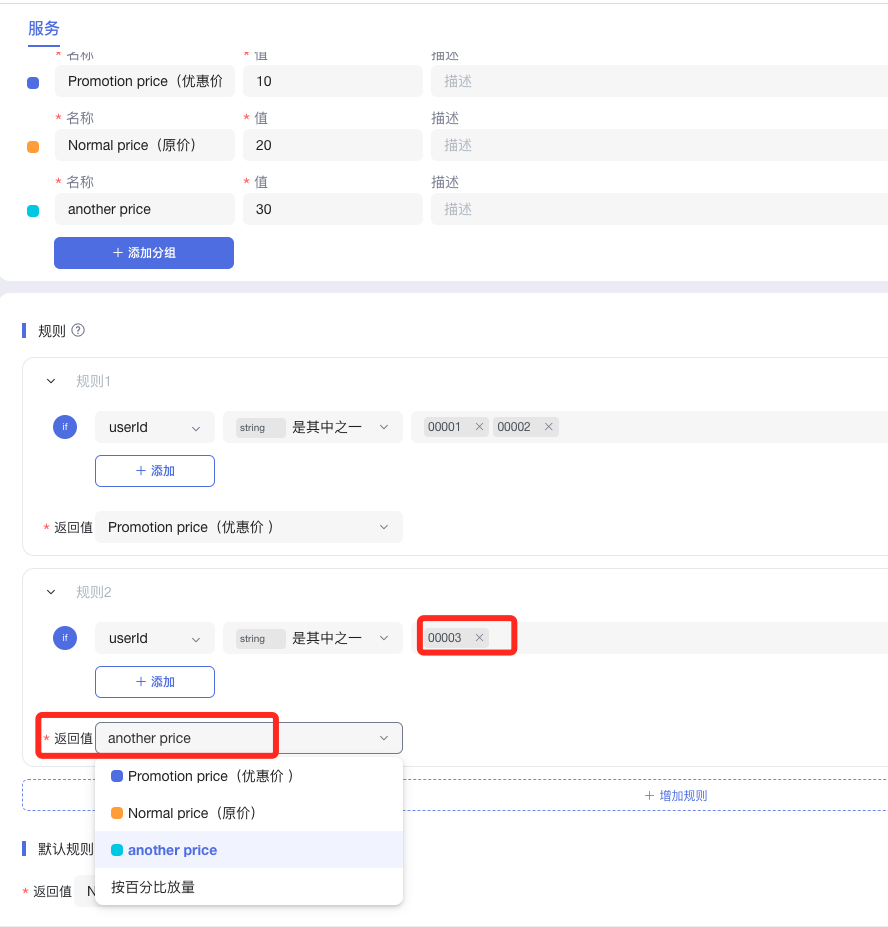 服务
* 名称 * 值 描述
Promotion price（优惠价 10 描述
* 名称 * 值 描述
Normal price（原价） 20 描述
* 名称 * 值 描述
another price 30 描述
+ 添加分组
规则 ?
规则1
if userId string 是其中之一 00001 × 00002 ×
+ 添加
* 返回值 Promotion price（优惠价 ）
规则2
if userId string 是其中之一 00003 ×
+ 添加
* 返回值 another price
Promotion price（优惠价 ）
+ 增加规则
Normal price（原价）
默认规则
another price
* 返回值 N
按百分比放量